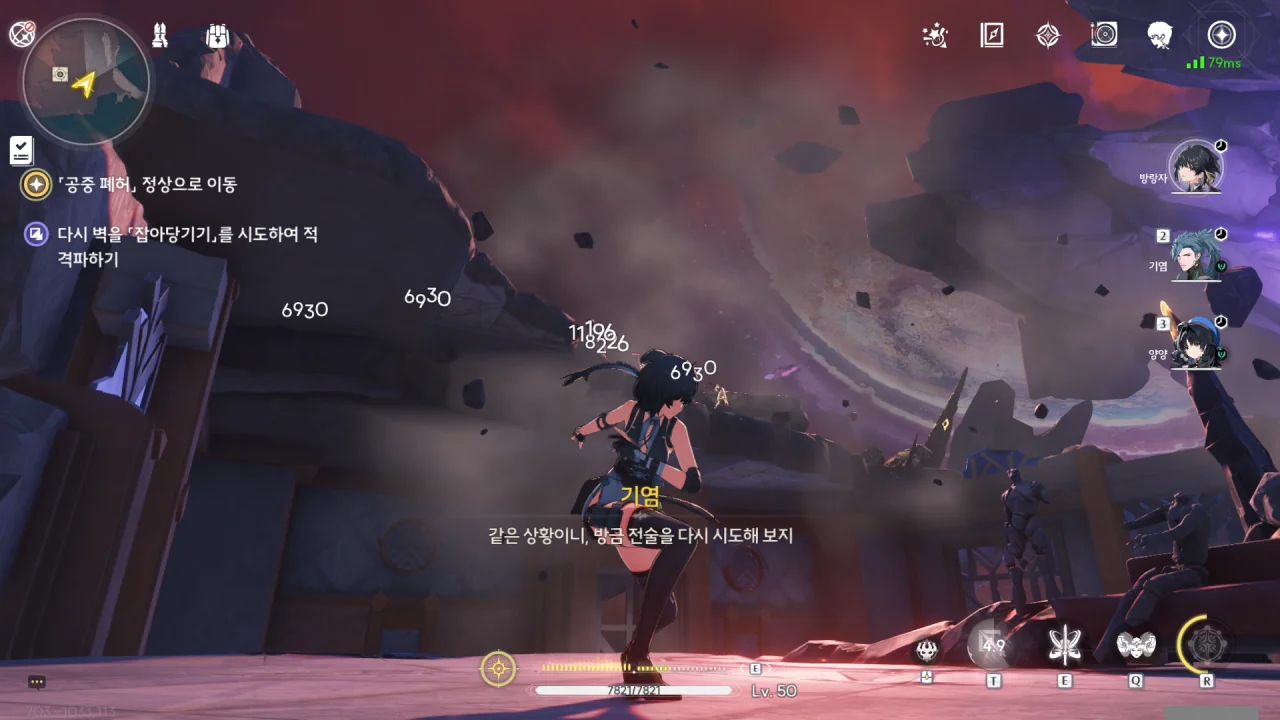 79ms
「공중 폐허」 정상으로 이동
다시 벽을 「잡아당기기」를 시도하여 적
격파하기
방랑자
2
기염
3
양양
6930
6930
11196
8226
6930
기염
같은 상황이니, 방금 전술을 다시 시도해 보지
E
7821/7821
Lv. 50
4.9
T
E
Q
R